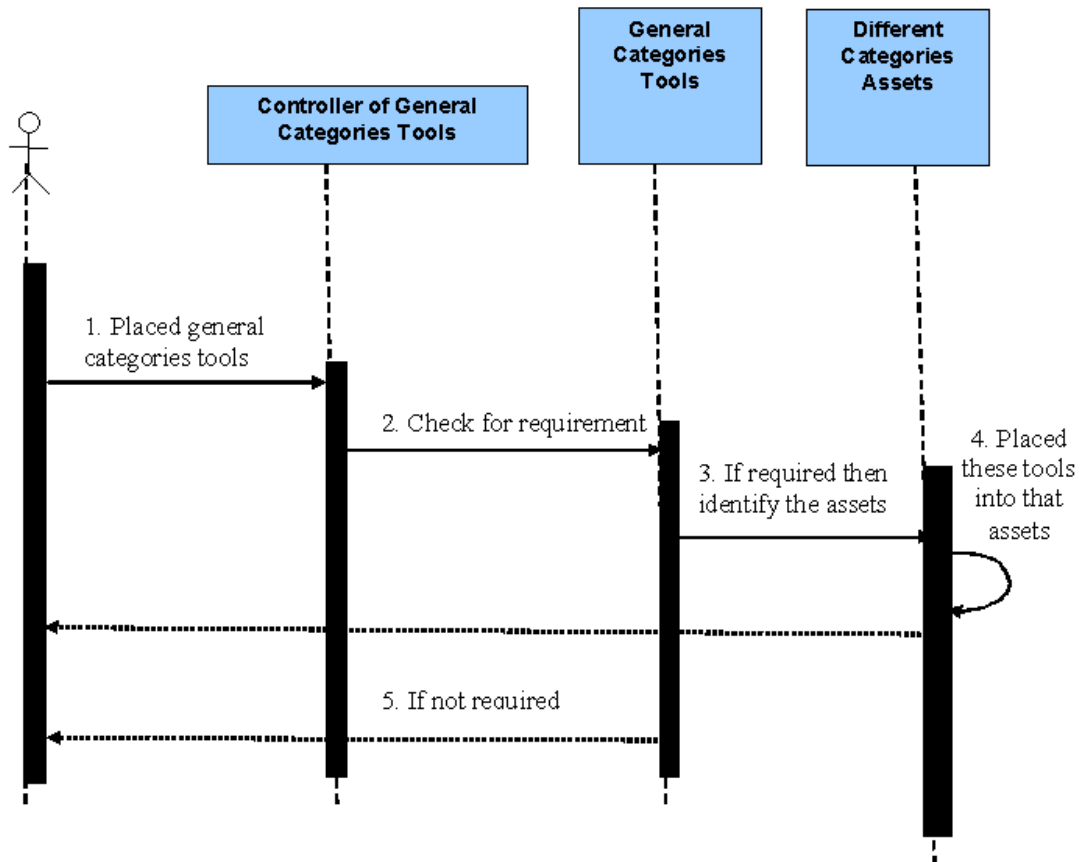 General
Categories
Tools
Different
Categories
Assets
Controller of General
Categories Tools
1. Placed general
categories tools
2. Check for requirement
3. If required then
identify the assets
4. Placed
these tools
into that
assets
5. If not required